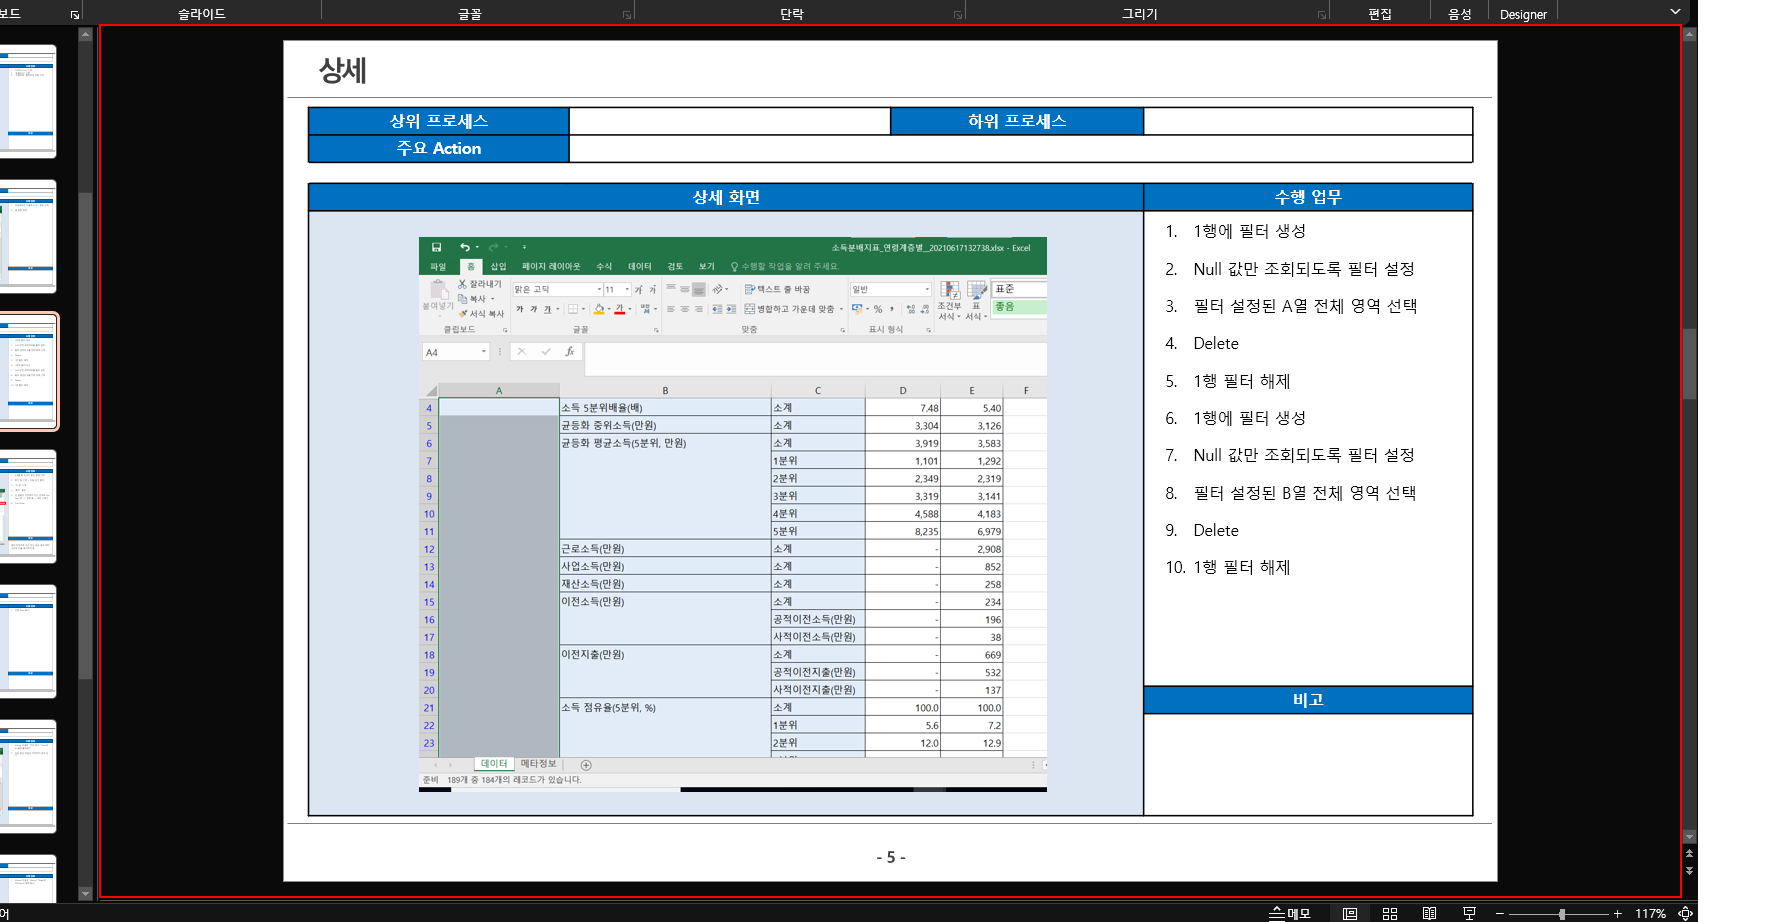 보드
슬라이드
글꼴
단락
그리기
편집
음성
Designer
상세
상위 프로세스
하위 프로세스
주요 Action
상세 화면
수행 업무
소득분배지표_연령계층별__20210617132738.xlsx - Excel
파일 홈 삽입 페이지 레이아웃 수식 데이터 검토 보기 수행할 작업을 알려 주세요.
붙여넣기
잘라내기
복사
서식 복사
클립보드
맑은 고딕 11
가 가 가
글꼴
텍스트 줄 바꿈
병합하고 가운데 맞춤
맞춤
일반
%
표시 형식
조건부 서식
표 서식
표준
좋음
A4
fx
A B C D E F
4 소득 5분위배율(배) 소계 7.48 5.40
5 균등화 중위소득(만원) 소계 3,304 3,126
6 균등화 평균소득(5분위, 만원) 소계 3,919 3,583
7 1분위 1,101 1,292
8 2분위 2,349 2,319
9 3분위 3,319 3,141
10 4분위 4,588 4,183
11 5분위 8,235 6,979
12 근로소득(만원) 소계 - 2,908
13 사업소득(만원) 소계 - 852
14 재산소득(만원) 소계 - 258
15 이전소득(만원) 소계 - 234
16 공적이전소득(만원) - 196
17 사적이전소득(만원) - 38
18 이전지출(만원) 소계 - 669
19 공적이전지출(만원) - 532
20 사적이전지출(만원) - 137
21 소득 점유율(5분위, %) 소계 100.0 100.0
22 1분위 5.6 7.2
23 2분위 12.0 12.9
데이터 메타정보
준비 189개 중 184개의 레코드가 있습니다.
1. 1행에 필터 생성
2. Null 값만 조회되도록 필터 설정
3. 필터 설정된 A열 전체 영역 선택
4. Delete
5. 1행 필터 해제
6. 1행에 필터 생성
7. Null 값만 조회되도록 필터 설정
8. 필터 설정된 B열 전체 영역 선택
9. Delete
10. 1행 필터 해제
비고
- 5 -
어
메모
117%